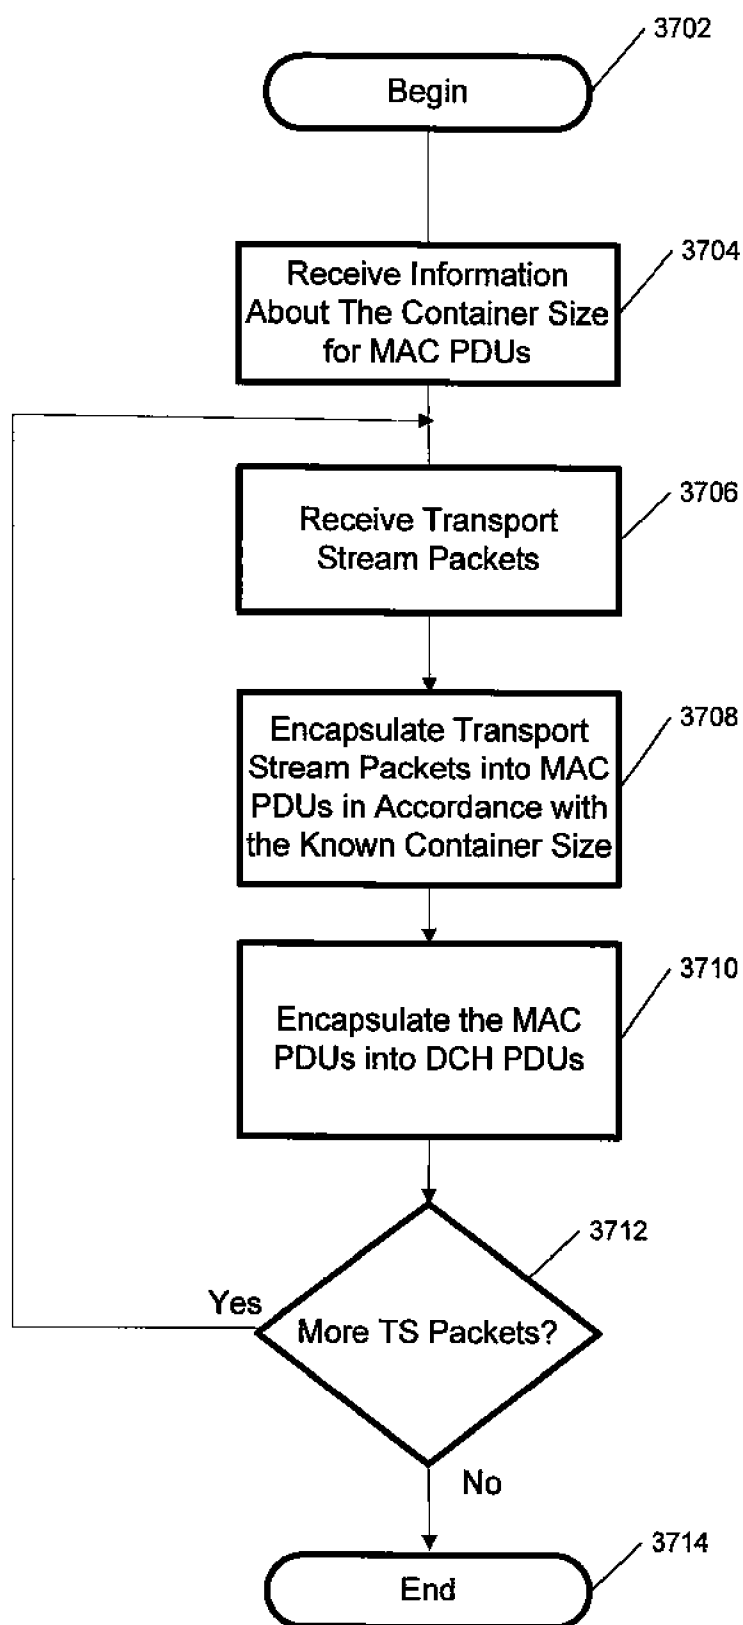 3702
Begin
3704
Receive Information
About The Container Size
for MAC PDUs
3706
Receive Transport
Stream Packets
3708
Encapsulate Transport
Stream Packets into MAC
PDUs in Accordance with
the Known Container Size
3710
Encapsulate the MAC
PDUs into DCH PDUs
3712
Yes
More TS Packets?
No
3714
End